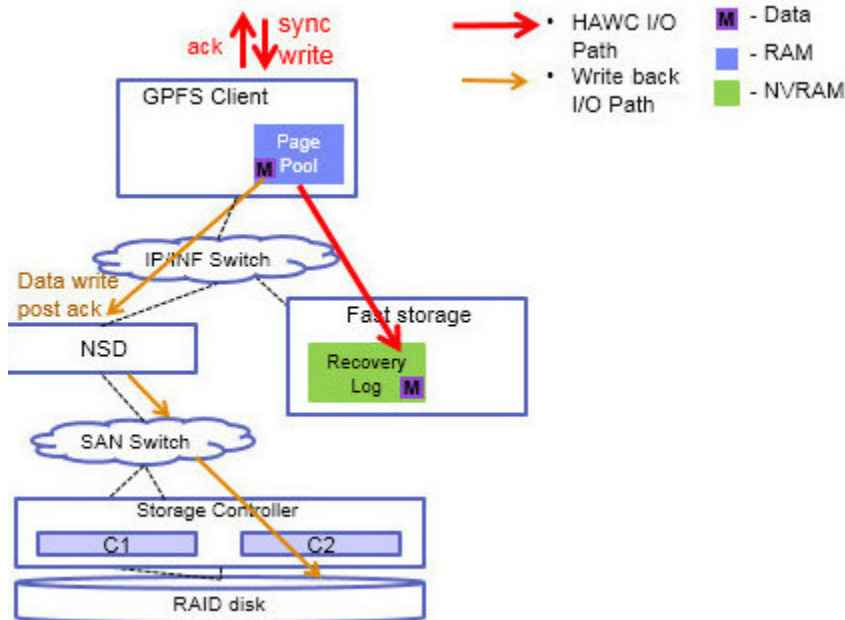 ack
sync
write
• HAWC I/O
Path
• Write back
I/O Path
M - Data
- RAM
- NVRAM
GPFS Client
Page
Pool
M
IP/INF Switch
Data write
post ack
NSD
Fast storage
Recovery
Log
M
SAN Switch
Storage Controller
C1
C2
RAID disk